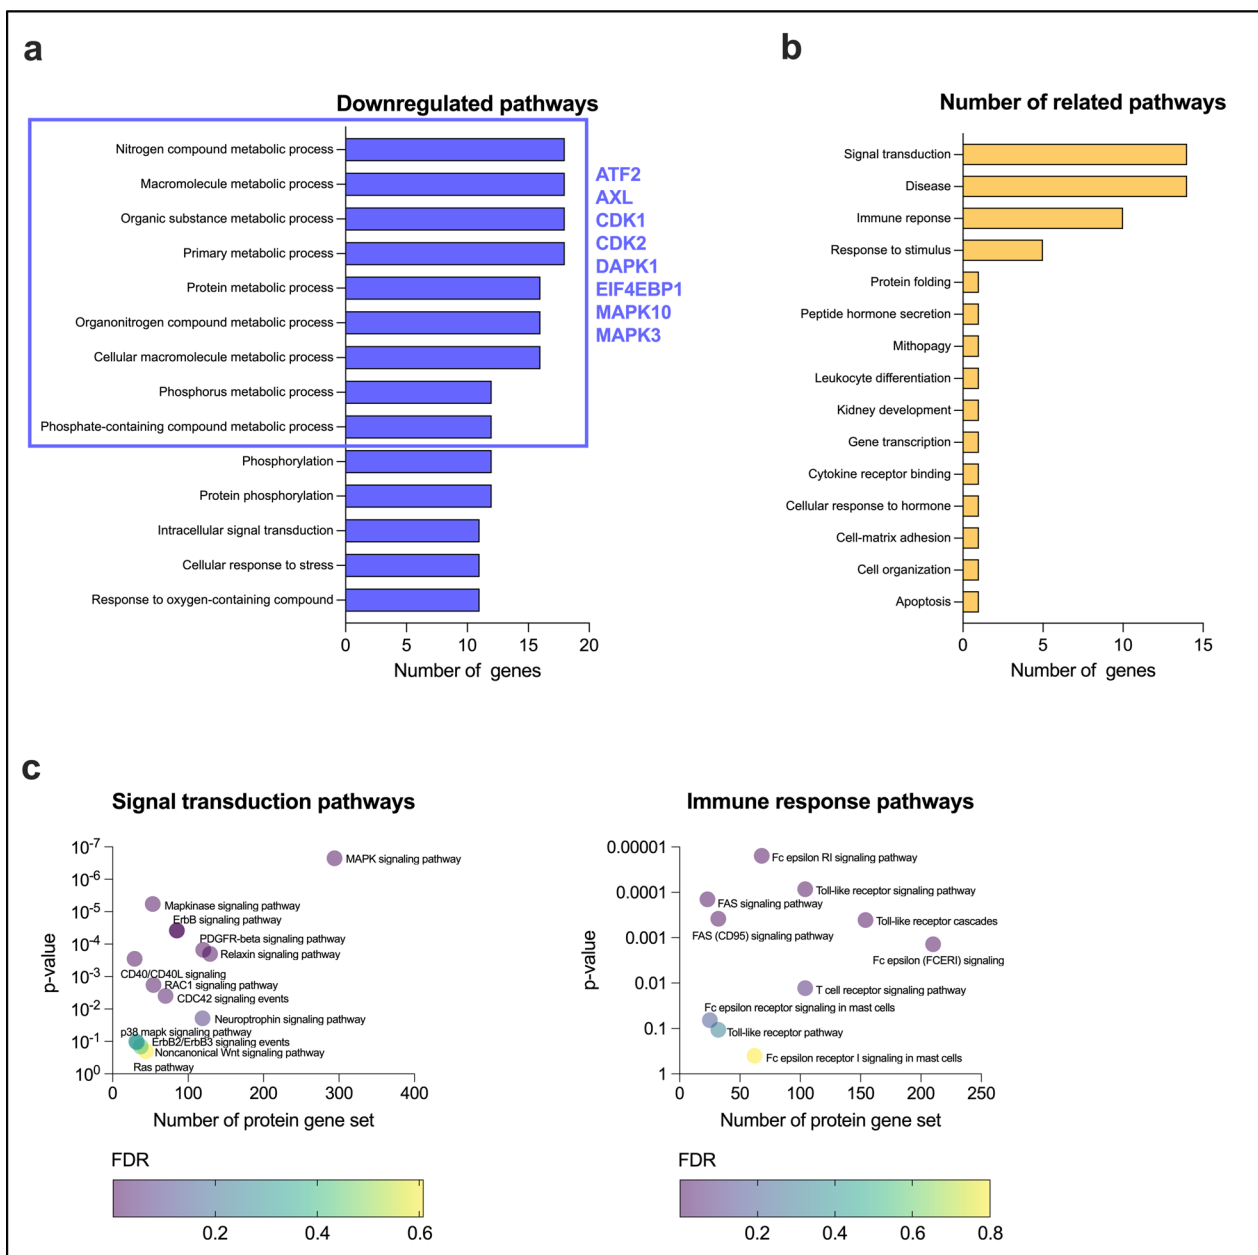 a
Downregulated pathways
Nitrogen compound metabolic process
Macromolecule metabolic process
Organic substance metabolic process
Primary metabolic process
Protein metabolic process
Organonitrogen compound metabolic process
Cellular macromolecule metabolic process
Phosphorus metabolic process
Phosphate-containing compound metabolic process
Phosphorylation
Protein phosphorylation
Intracellular signal transduction
Cellular response to stress
Response to oxygen-containing compound
ATF2
AXL
CDK1
CDK2
DAPK1
EIF4EBP1
MAPK10
MAPK3
0 5 10 15 20
Number of genes
b
Number of related pathways
Signal transduction
Disease
Immune reponse
Response to stimulus
Protein folding
Peptide hormone secretion
Mithopagy
Leukocyte differentiation
Kidney development
Gene transcription
Cytokine receptor binding
Cellular response to hormone
Cell-matrix adhesion
Cell organization
Apoptosis
0 5 10 15
Number of genes
c
Signal transduction pathways
p-value
10-7
10-6
10-5
10-4
10-3
10-2
10-1
100
MAPK signaling pathway
Mapkinase signaling pathway
ErbB signaling pathway
PDGFR-beta signaling pathway
Relaxin signaling pathway
CD40/CD40L signaling
RAC1 signaling pathway
CDC42 signaling events
Neuroptrophin signaling pathway
p38 mapk signaling pathway
ErbB2/ErbB3 signaling events
Noncanonical Wnt signaling pathway
Ras pathway
0 100 200 300 400
Number of protein gene set
FDR
0.2 0.4 0.6
Immune response pathways
p-value
0.00001
0.0001
0.001
0.01
0.1
1
Fc epsilon RI signaling pathway
Toll-like receptor signaling pathway
FAS signaling pathway
Toll-like receptor cascades
FAS (CD95) signaling pathway
Fc epsilon (FCERI) signaling
T cell receptor signaling pathway
Fc epsilon receptor signaling in mast cells
Toll-like receptor pathway
Fc epsilon receptor I signaling in mast cells
0 50 100 150 200 250
Number of protein gene set
FDR
0.2 0.4 0.6 0.8